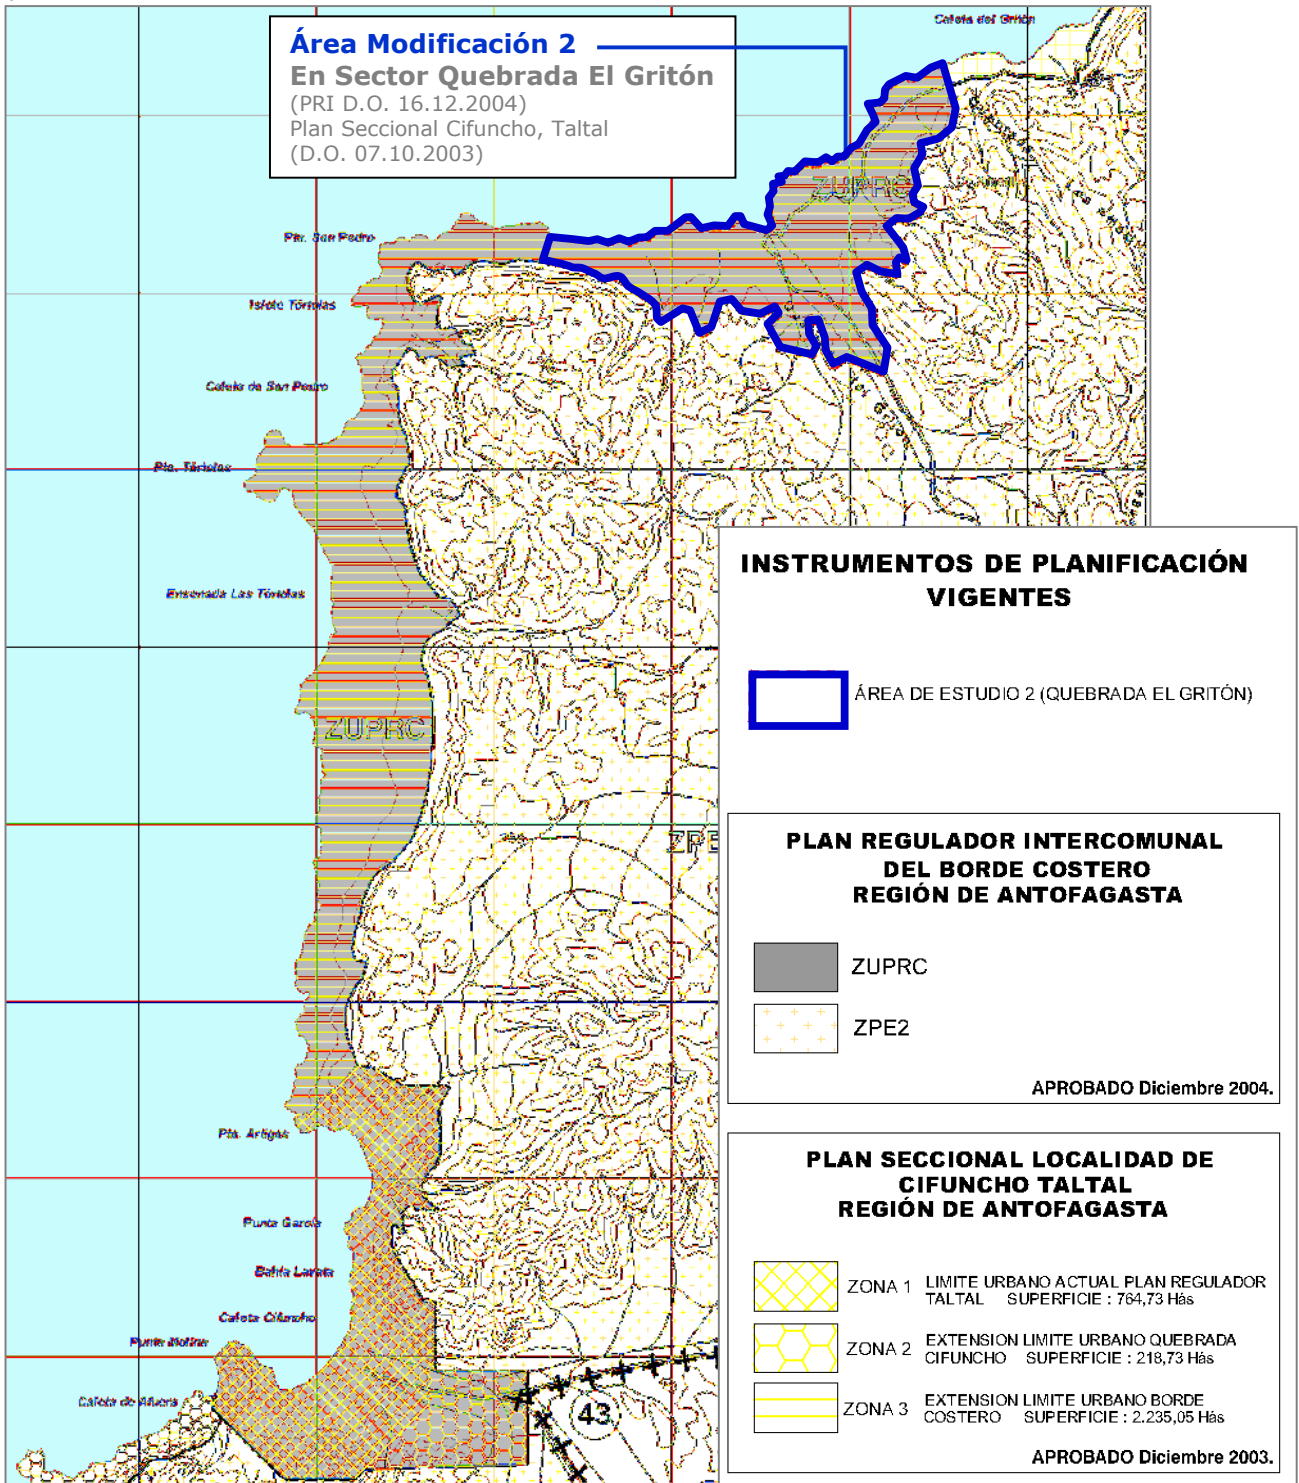 Caleta del Gritón
Área Modificación 2
En Sector Quebrada El Gritón
(PRI D.O. 16.12.2004)
Plan Seccional Cifuncho, Taltal
(D.O. 07.10.2003)
ZUPRC
Pta. San Pedro
Islote Tórtolas
Caleta de San Pedro
Pta. Tórtolas
Ensenada Las Tórtolas
ZUPRC
ZPE
Pta. Artigas
Punta García
Bahía Lavata
Caleta Cifuncho
Punta Molina
Caleta de Afuera
43
INSTRUMENTOS DE PLANIFICACIÓN
VIGENTES
ÁREA DE ESTUDIO 2 (QUEBRADA EL GRITÓN)
PLAN REGULADOR INTERCOMUNAL
DEL BORDE COSTERO
REGIÓN DE ANTOFAGASTA
ZUPRC
ZPE2
APROBADO Diciembre 2004.
PLAN SECCIONAL LOCALIDAD DE
CIFUNCHO TALTAL
REGIÓN DE ANTOFAGASTA
ZONA 1 LIMITE URBANO ACTUAL PLAN REGULADOR
TALTAL SUPERFICIE : 764,73 Hás
ZONA 2 EXTENSION LIMITE URBANO QUEBRADA
CIFUNCHO SUPERFICIE : 218,73 Hás
ZONA 3 EXTENSION LIMITE URBANO BORDE
COSTERO SUPERFICIE : 2.235,05 Hás
APROBADO Diciembre 2003.